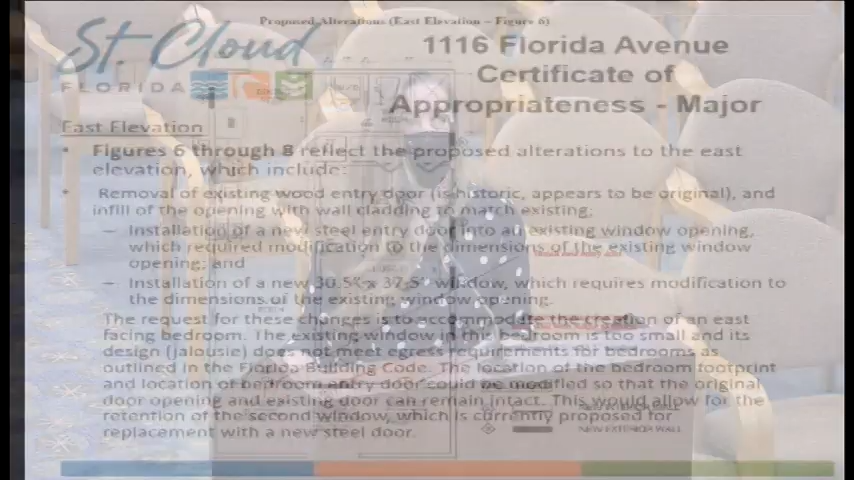 Proposed Alterations (East Elevation – Figure 6)
St. Cloud
FLORIDA
1116 Florida Avenue
Certificate of
Appropriateness - Major
East Elevation
• Figures 6 through 8 reflect the proposed alterations to the east
elevation, which include:
• Removal of existing wood entry door (is historic, appears to be original), and
infill of the opening with wall cladding to match existing;
– Installation of a new steel entry door into an existing window opening,
which required modification to the dimensions of the existing window
opening; and
– Installation of a new 30.5" x 37.5" window, which requires modification to
the dimensions of the existing window opening.
The request for these changes is to accommodate the creation of an east
facing bedroom. The existing window in this bedroom is too small and its
design (jalousie) does not meet egress requirements for bedrooms as
outlined in the Florida Building Code. The location of the bedroom footprint
and location of bedroom entry door could be modified so that the original
door opening and existing door can remain intact. This would allow for the
retention of the second window, which is currently proposed for
replacement with a new steel door.
NEW INTERIOR WALL
NEW EXTERIOR WALL